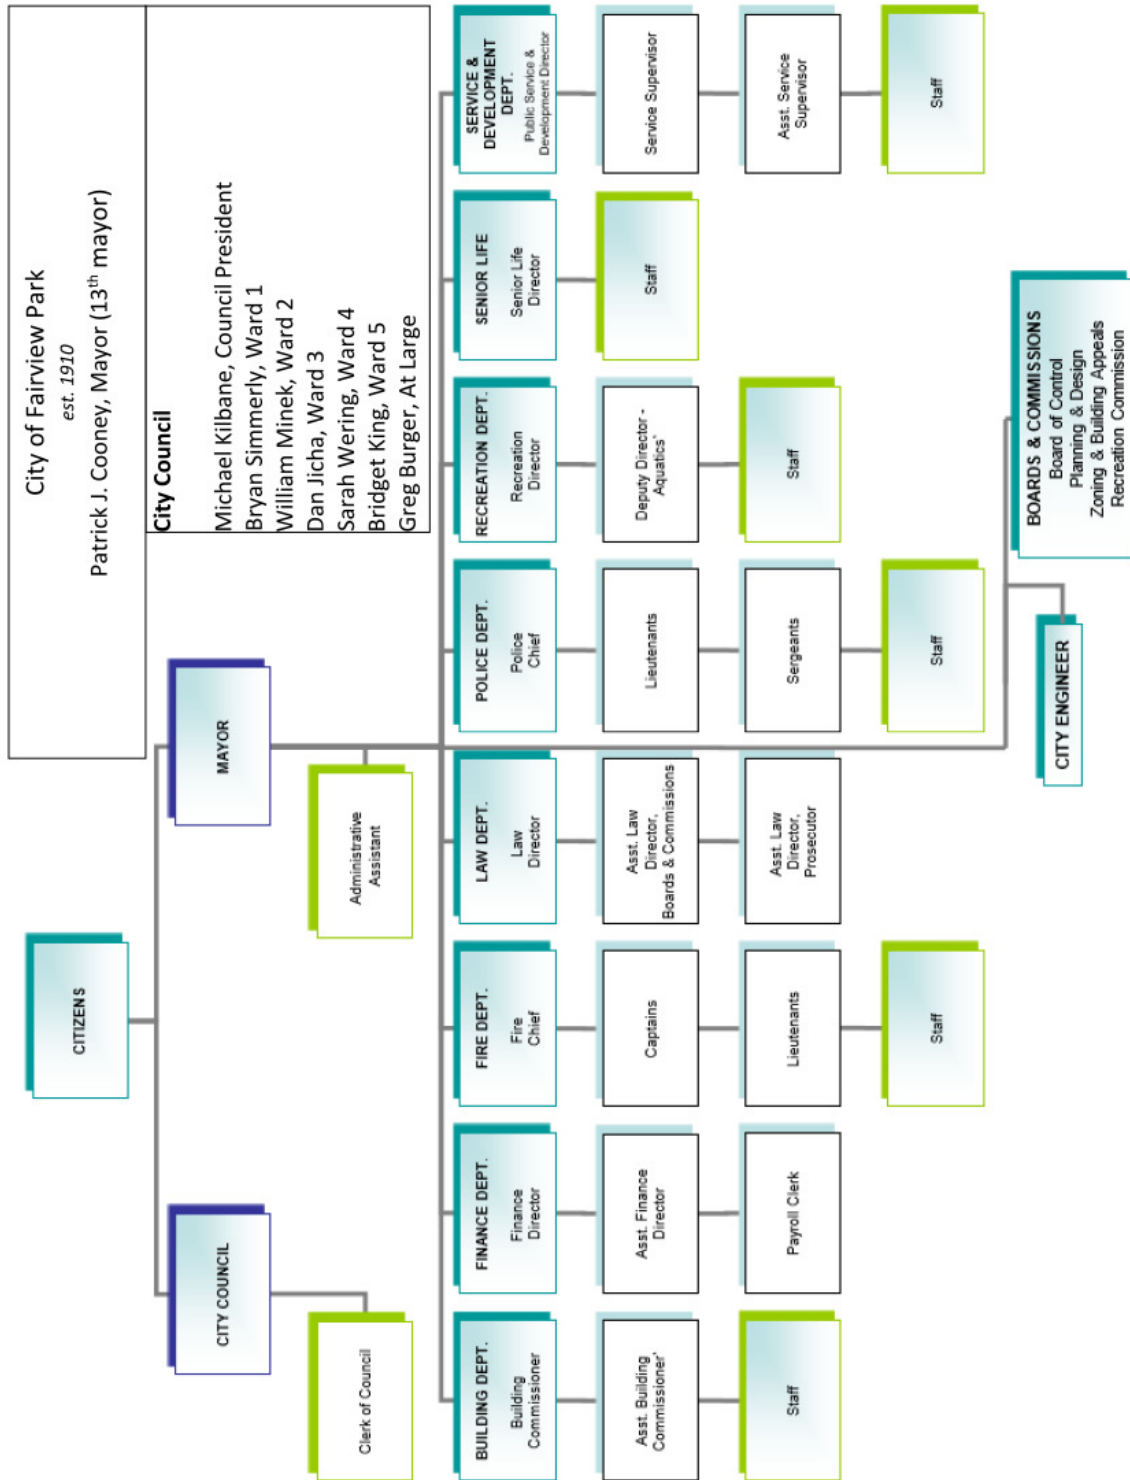 City of Fairview Park
est. 1910
Patrick J. Cooney, Mayor (13th mayor)
City Council
Michael Kilbane, Council President
Bryan Simmerly, Ward 1
William Minek, Ward 2
Dan Jicha, Ward 3
Sarah Wering, Ward 4
Bridget King, Ward 5
Greg Burger, At Large
CITIZENS
CITY COUNCIL
MAYOR
Clerk of Council
Administrative
Assistant
BUILDING DEPT.
Building
Commissioner
FINANCE DEPT.
Finance
Director
FIRE DEPT.
Fire
Chief
LAW DEPT.
Law
Director
POLICE DEPT.
Police
Chief
RECREATION DEPT.
Recreation
Director
SENIOR LIFE
Senior Life
Director
SERVICE &
DEVELOPMENT
DEPT.
Public Service &
Development Director
Asst. Building
Commissioner'
Asst. Finance
Director
Captains
Asst. Law
Director,
Boards & Commissions
Lieutenants
Deputy Director -
Aquatics*
Staff
Service Supervisor
Staff
Payroll Clerk
Lieutenants
Asst. Law
Director,
Prosecutor
Sergeants
Staff
Asst. Service
Supervisor
Staff
Staff
Staff
CITY ENGINEER
BOARDS & COMMISSIONS
Board of Control
Planning & Design
Zoning & Building Appeals
Recreation Commission